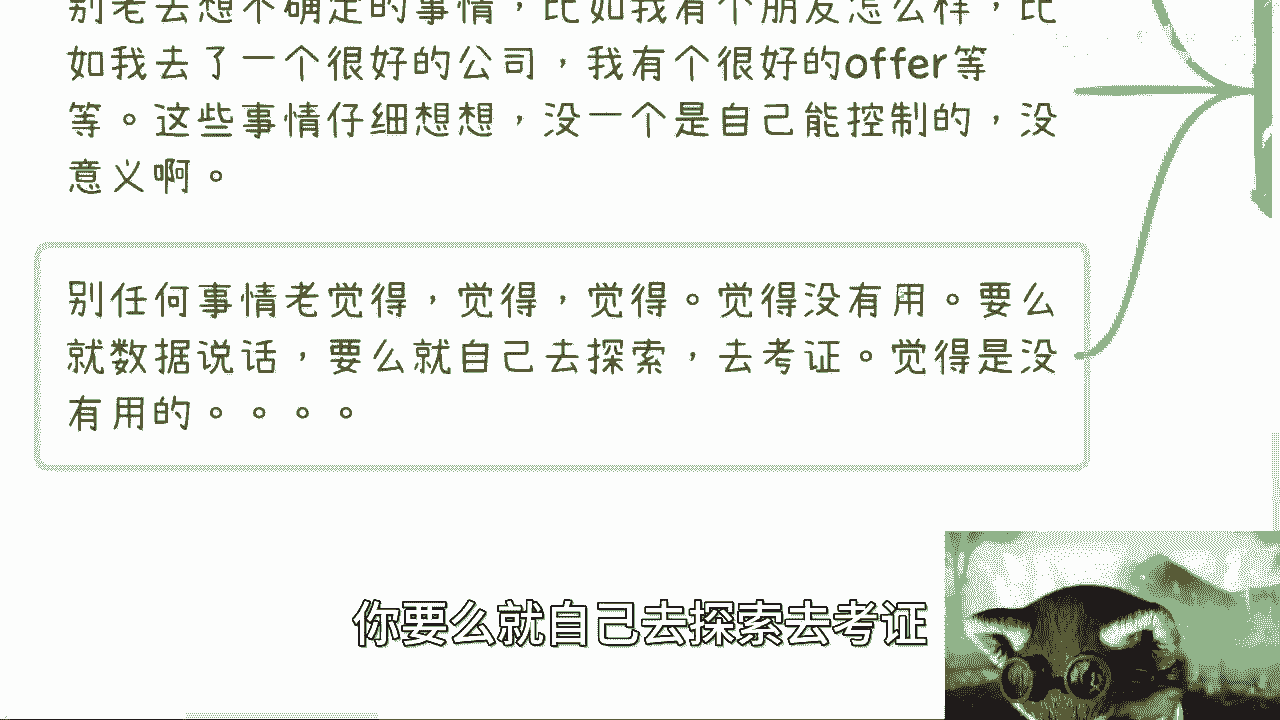 别老去想不确定的事情，比如我有个朋友怎么样，比
如我去了一个很好的公司，我有个很好的offer等
等。这些事情仔细想想，没一个是自己能控制的，没
意义啊。
别任何事情老觉得，觉得，觉得。觉得没有用。要么
就数据说话，要么就自己去探索，去考证。觉得是没
有用的。。。。
你要么就自己去探索去考证